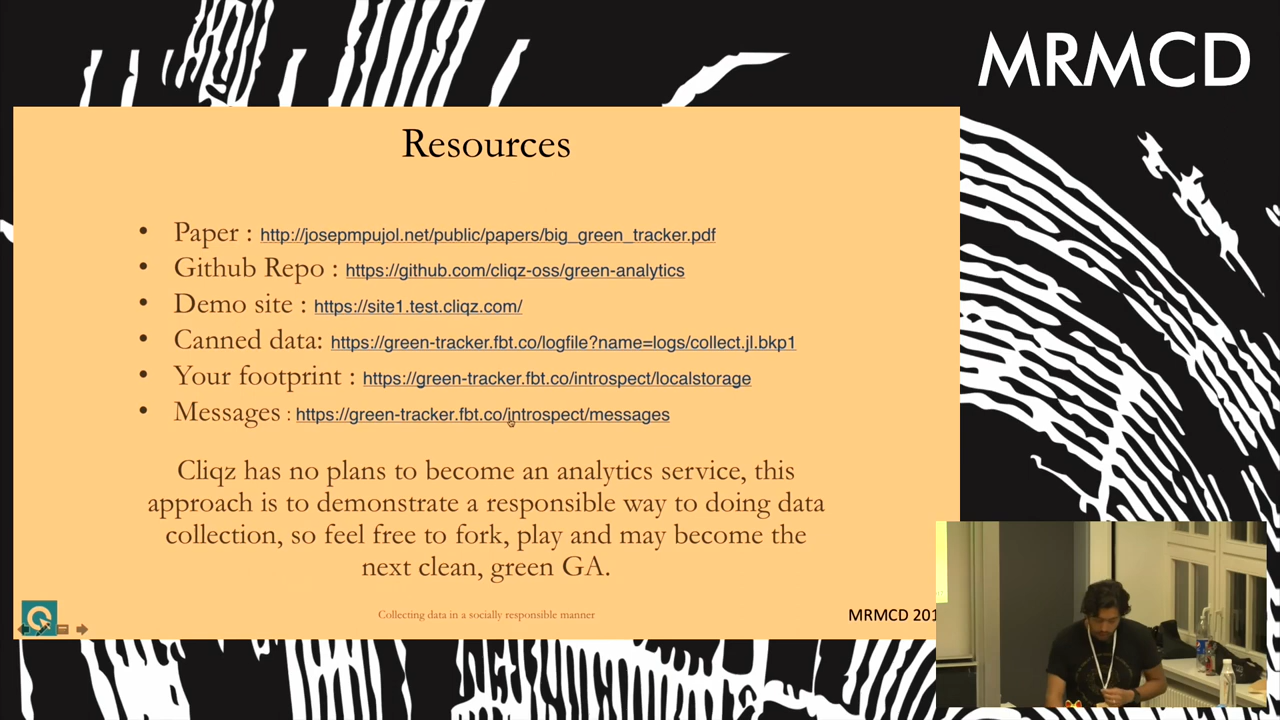 MRMCD
Resources
• Paper : http://josepmpujol.net/public/papers/big_green_tracker.pdf
• Github Repo : https://github.com/cliqz-oss/green-analytics
• Demo site : https://site1.test.cliqz.com/
• Canned data: https://green-tracker.fbt.co/logfile?name=logs/collect.jl.bkp1
• Your footprint : https://green-tracker.fbt.co/introspect/localstorage
• Messages : https://green-tracker.fbt.co/introspect/messages
Cliqz has no plans to become an analytics service, this
approach is to demonstrate a responsible way to doing data
collection, so feel free to fork, play and may become the
next clean, green GA.
Collecting data in a socially responsible manner
MRMCD 201